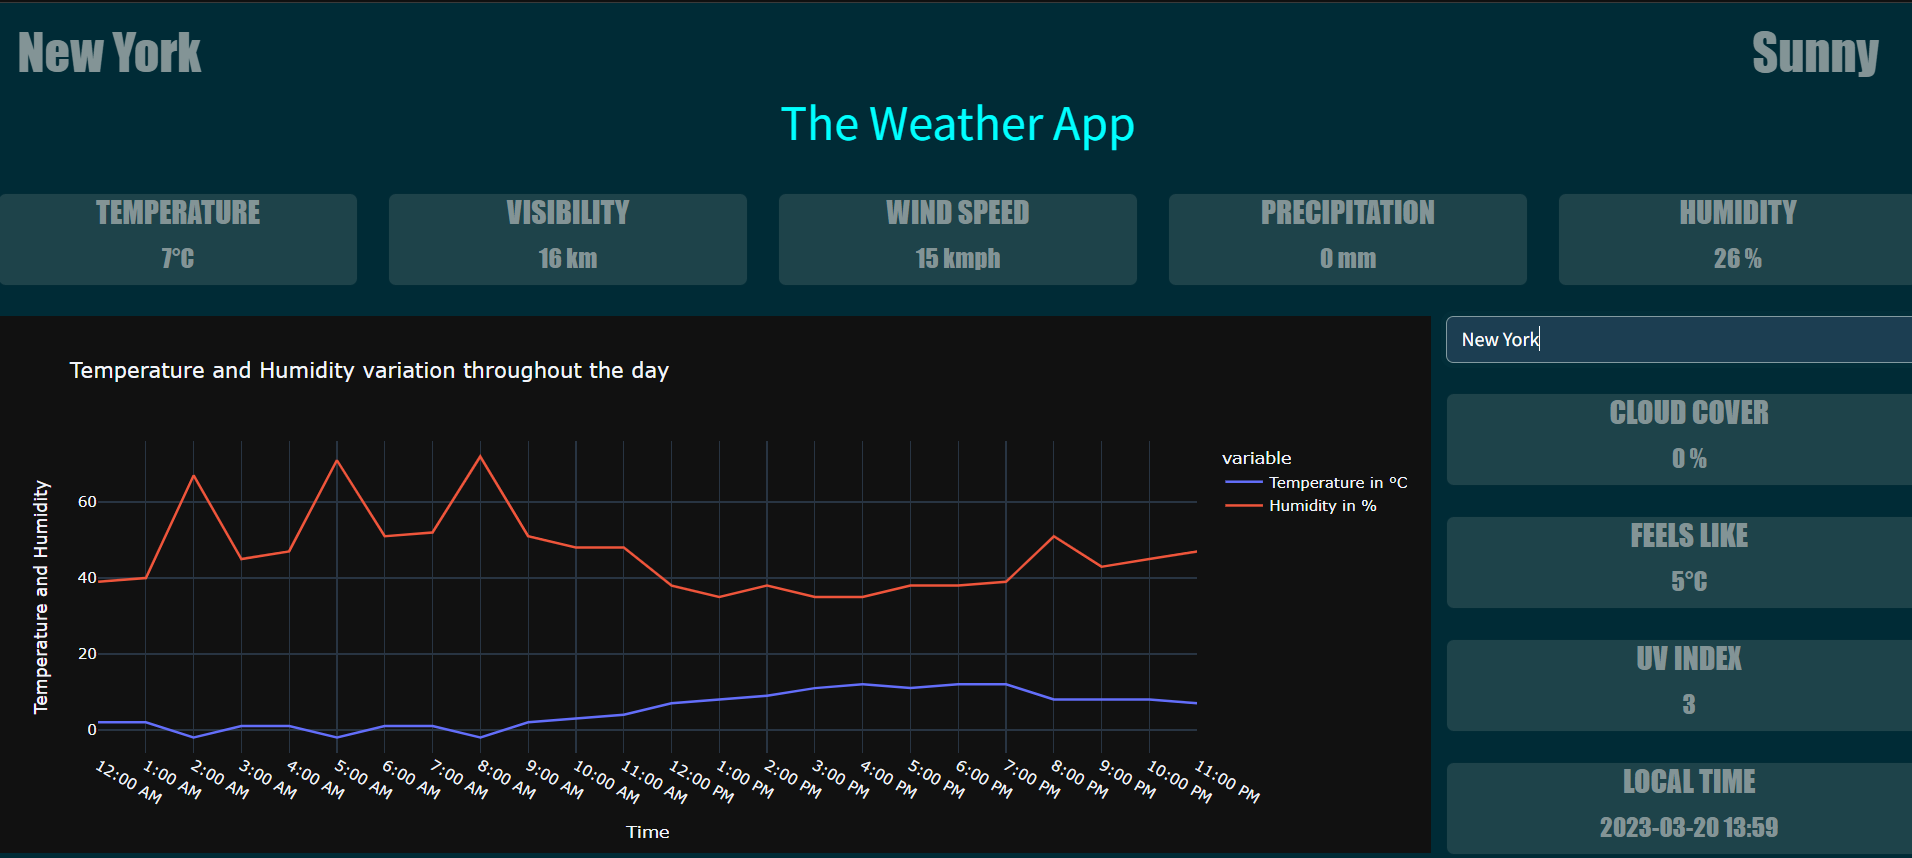 New York
Sunny
The Weather App
TEMPERATURE
7°C
VISIBILITY
16 km
WIND SPEED
15 kmph
PRECIPITATION
0 mm
HUMIDITY
26 %
Temperature and Humidity variation throughout the day
Temperature and Humidity
60
40
20
0
12:00 AM
1:00 AM
2:00 AM
3:00 AM
4:00 AM
5:00 AM
6:00 AM
7:00 AM
8:00 AM
9:00 AM
10:00 AM
11:00 AM
12:00 PM
1:00 PM
2:00 PM
3:00 PM
4:00 PM
5:00 PM
6:00 PM
7:00 PM
8:00 PM
9:00 PM
10:00 PM
11:00 PM
Time
variable
Temperature in °C
Humidity in %
New York
CLOUD COVER
0 %
FEELS LIKE
5°C
UV INDEX
3
LOCAL TIME
2023-03-20 13:59